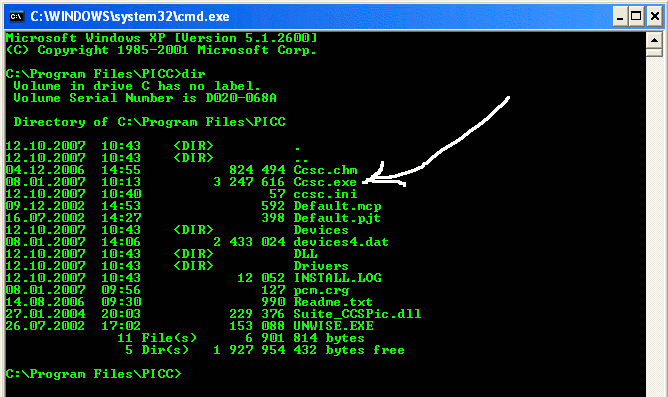 C:\WINDOWS\system32\cmd.exe
Microsoft Windows XP [Version 5.1.2600]
(C) Copyright 1985-2001 Microsoft Corp.
C:\Program Files\PICC>dir
Volume in drive C has no label.
Volume Serial Number is D020-068A
Directory of C:\Program Files\PICC
12.10.2007 10:43 <DIR> .
12.10.2007 10:43 <DIR> ..
04.12.2006 14:55 824 494 Ccsc.chm
08.01.2007 10:13 3 247 616 Ccsc.exe
12.10.2007 10:40 57 ccsc.ini
09.12.2002 14:53 592 Default.mcp
16.07.2002 14:27 398 Default.pjt
12.10.2007 10:43 <DIR> Devices
08.01.2007 14:06 2 433 024 devices4.dat
12.10.2007 10:43 <DIR> DLL
12.10.2007 10:43 <DIR> Drivers
12.10.2007 10:43 12 052 INSTALL.LOG
08.01.2007 09:56 127 pcm.crg
14.08.2006 09:30 990 Readme.txt
27.01.2004 20:03 229 376 Suite_CCSPic.dll
26.07.2002 17:02 153 088 UNWISE.EXE
11 File(s) 6 901 814 bytes
5 Dir(s) 1 927 954 432 bytes free
C:\Program Files\PICC>